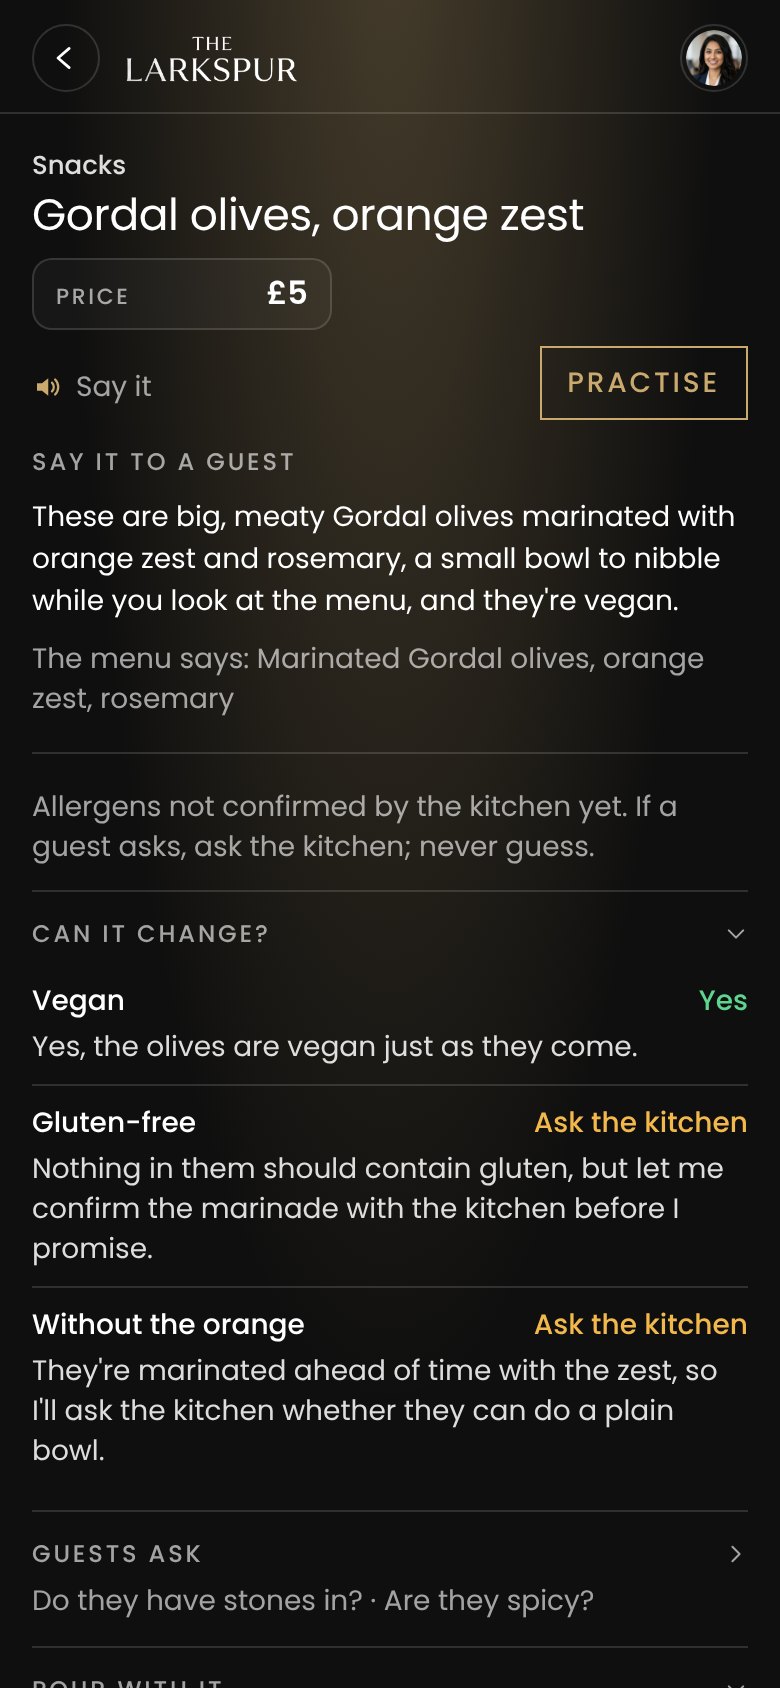 THE
LARKSPUR
Snacks
Gordal olives, orange zest
PRICE £5
Say it
PRACTISE
SAY IT TO A GUEST
These are big, meaty Gordal olives marinated with
orange zest and rosemary, a small bowl to nibble
while you look at the menu, and they're vegan.
The menu says: Marinated Gordal olives, orange
zest, rosemary
Allergens not confirmed by the kitchen yet. If a
guest asks, ask the kitchen; never guess.
CAN IT CHANGE?
Vegan Yes
Yes, the olives are vegan just as they come.
Gluten-free Ask the kitchen
Nothing in them should contain gluten, but let me
confirm the marinade with the kitchen before I
promise.
Without the orange Ask the kitchen
They're marinated ahead of time with the zest, so
I'll ask the kitchen whether they can do a plain
bowl.
GUESTS ASK
Do they have stones in? · Are they spicy?
POUR WITH IT